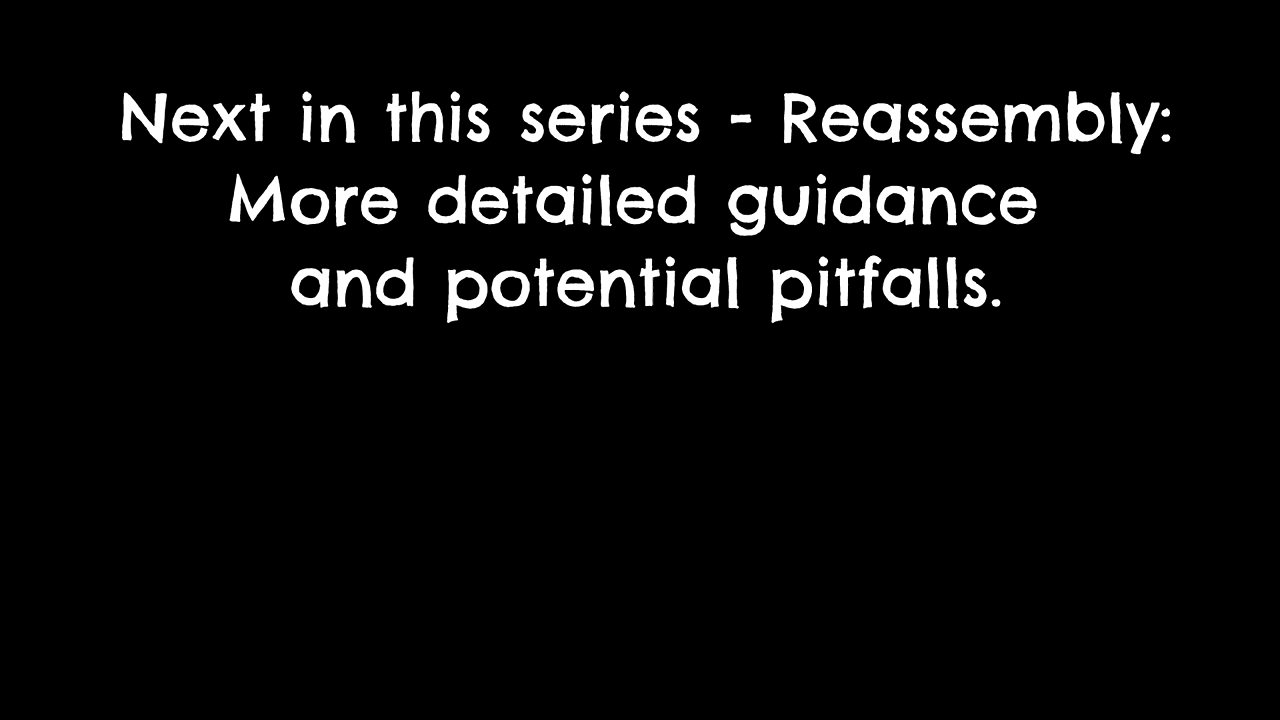 Next in this series - Reassembly:
More detailed guidance
and potential pitfalls.